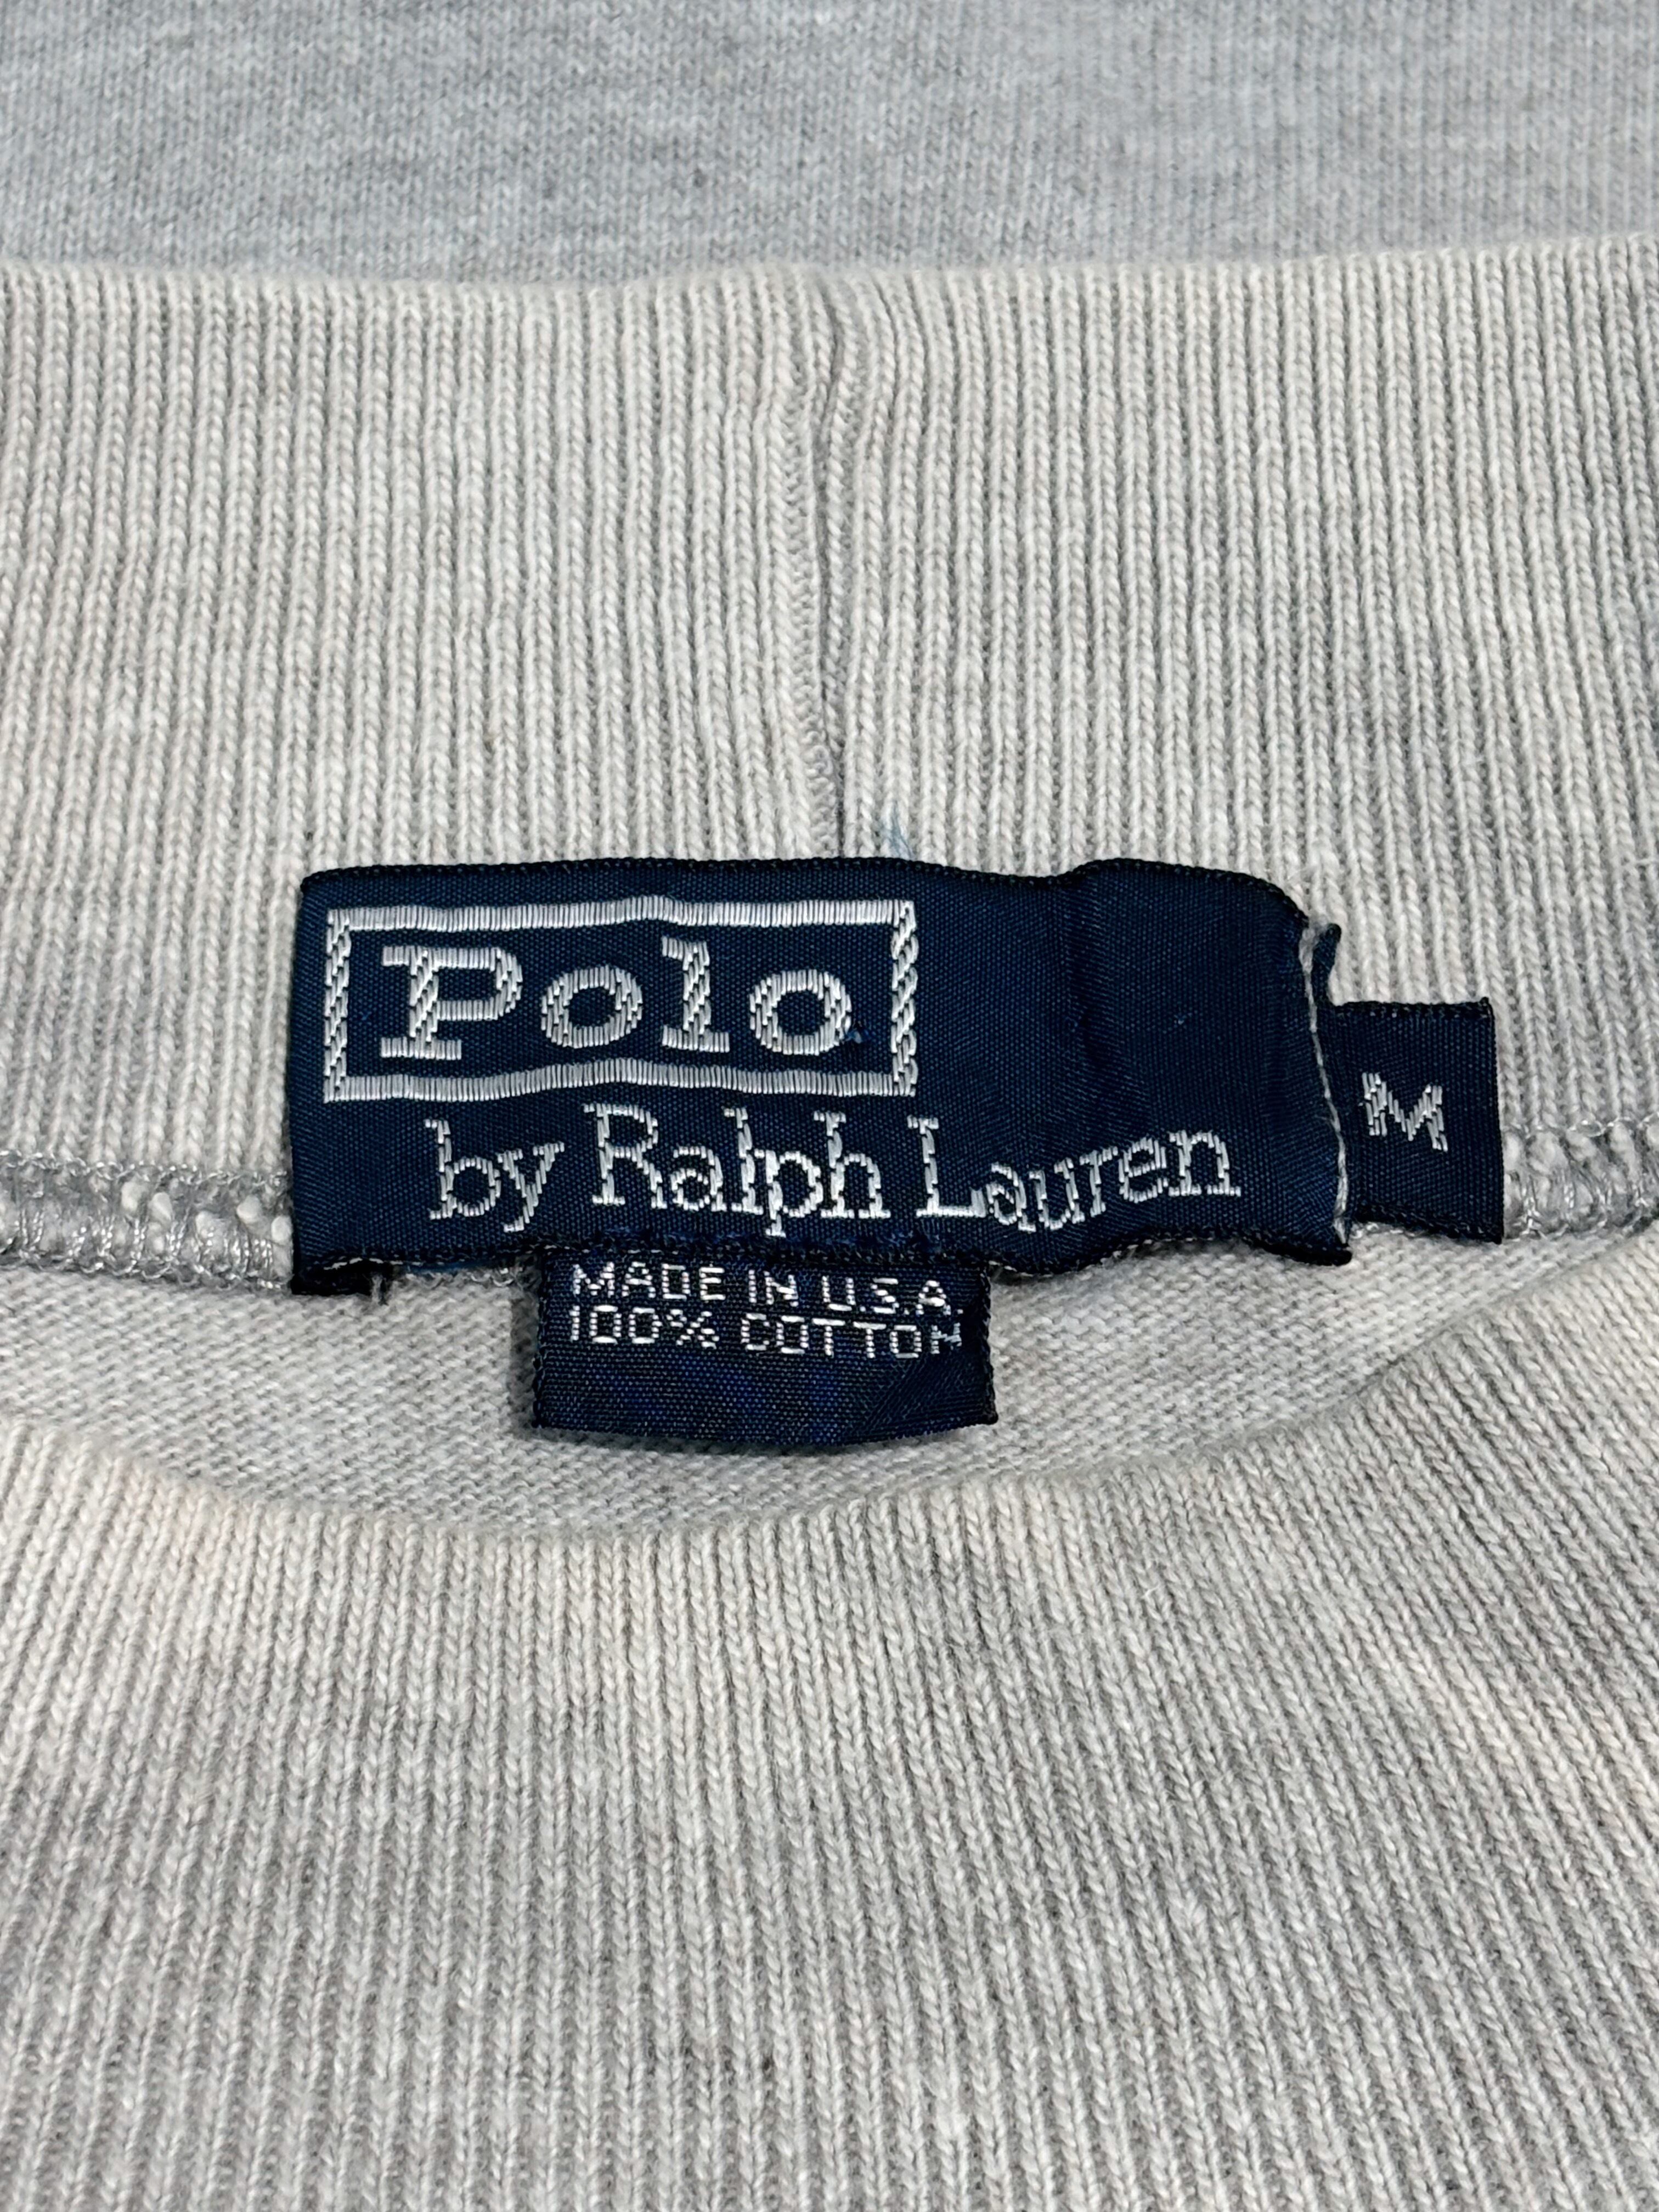 Polo
by Ralph Lauren
M
MADE IN U.S.A.
100% COTTON